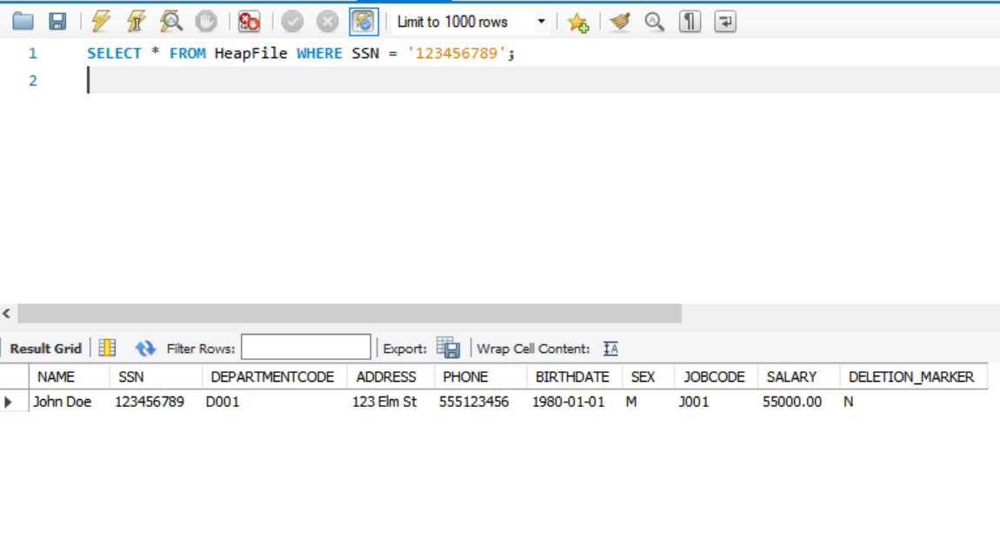 Limit to 1000 rows
1 SELECT * FROM HeapFile WHERE SSN = '123456789';
2
Result Grid Filter Rows: Export: Wrap Cell Content: IA
NAME SSN DEPARTMENTCODE ADDRESS PHONE BIRTHDATE SEX JOBCODE SALARY DELETION_MARKER
John Doe 123456789 D001 123 Elm St 555123456 1980-01-01 M J001 55000.00 N